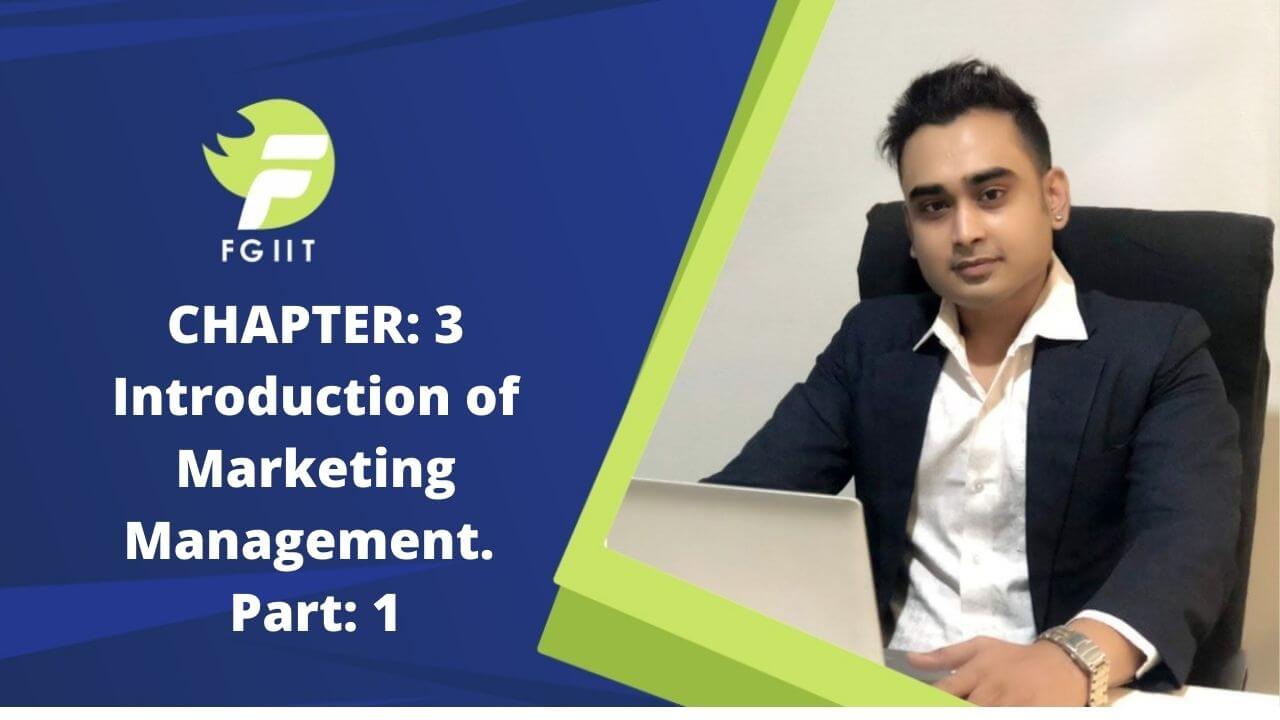 F
FGIIT
CHAPTER: 3
Introduction of
Marketing
Management.
Part: 1